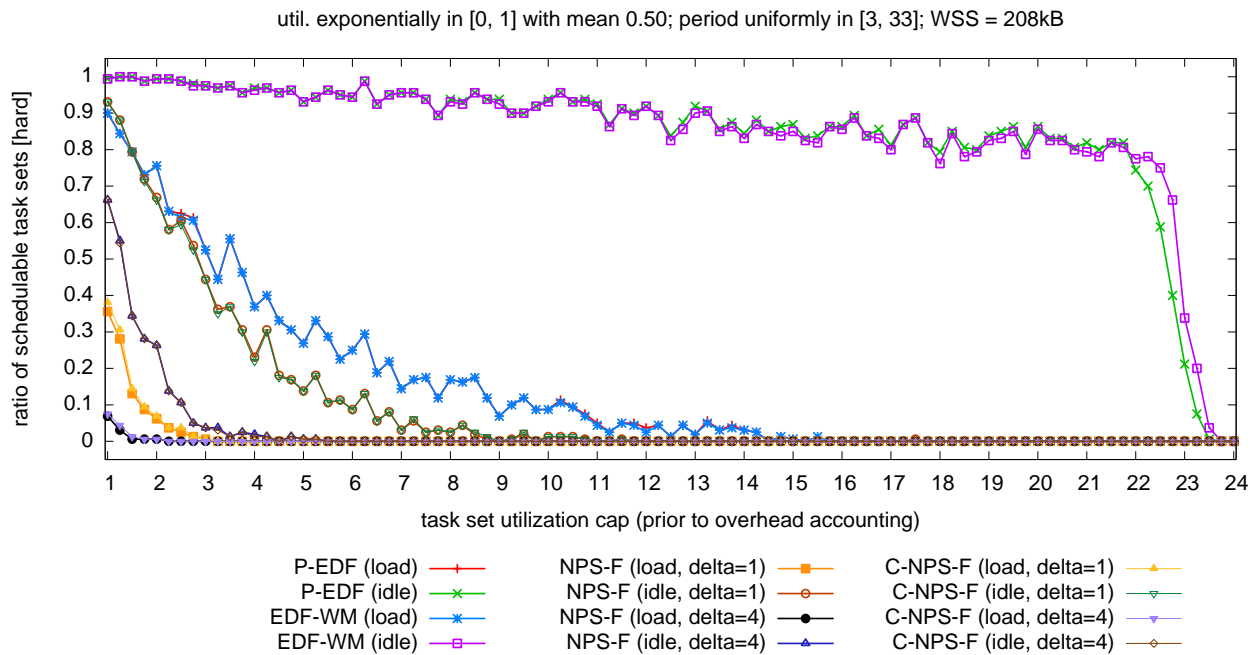 util. exponentially in [0, 1] with mean 0.50; period uniformly in [3, 33]; WSS = 208kB
ratio of schedulable task sets [hard]
1
0.9
0.8
0.7
0.6
0.5
0.4
0.3
0.2
0.1
0
1 2 3 4 5 6 7 8 9 10 11 12 13 14 15 16 17 18 19 20 21 22 23 24
task set utilization cap (prior to overhead accounting)
P-EDF (load)
P-EDF (idle)
EDF-WM (load)
EDF-WM (idle)
NPS-F (load, delta=1)
NPS-F (idle, delta=1)
NPS-F (load, delta=4)
NPS-F (idle, delta=4)
C-NPS-F (load, delta=1)
C-NPS-F (idle, delta=1)
C-NPS-F (load, delta=4)
C-NPS-F (idle, delta=4)